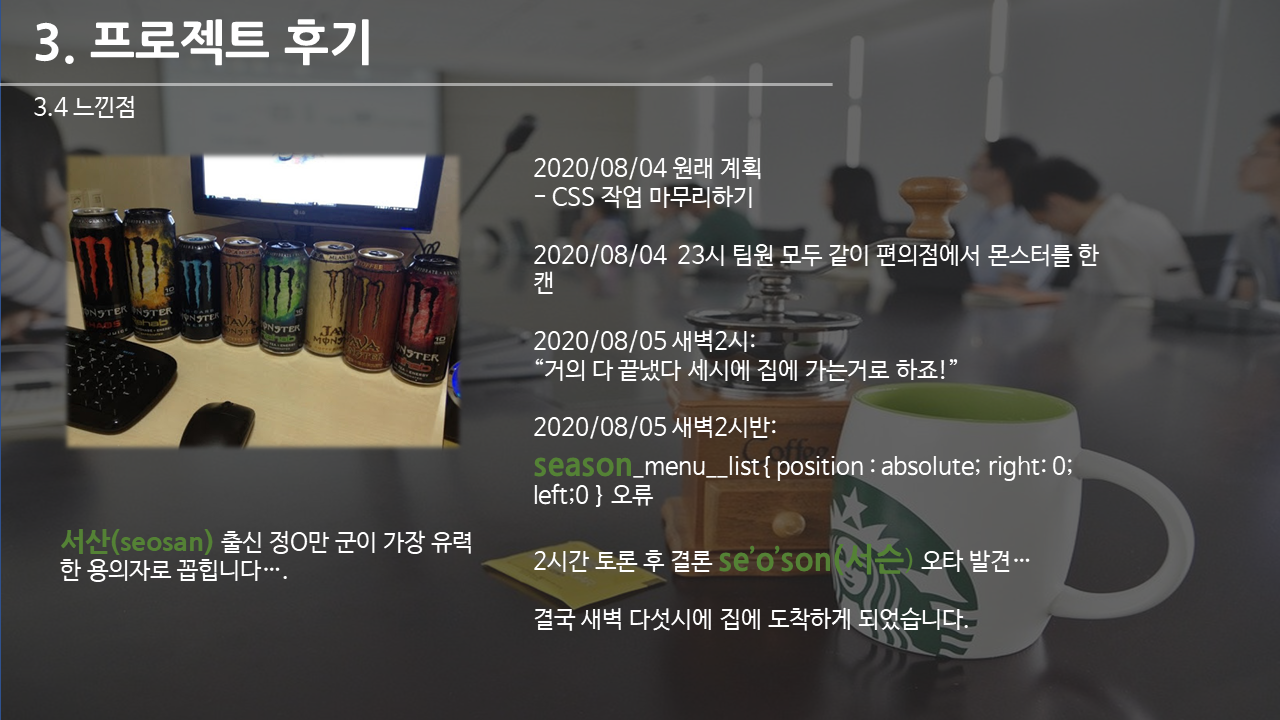 3. 프로젝트 후기
3.4 느낀점
2020/08/04 원래 계획
- CSS 작업 마무리하기
2020/08/04 23시 팀원 모두 같이 편의점에서 몬스터를 한
캔
2020/08/05 새벽2시:
“거의 다 끝냈다 세시에 집에 가는거로 하죠!”
2020/08/05 새벽2시반:
season_menu__list{ position : absolute; right: 0;
left;0 } 오류
2시간 토론 후 결론 se’o’son(서슨) 오타 발견…
결국 새벽 다섯시에 집에 도착하게 되었습니다.
서산(seosan) 출신 정O만 군이 가장 유력
한 용의자로 꼽힙니다….
MONSTER
rehab
JAVA
MONSTER
Coffee